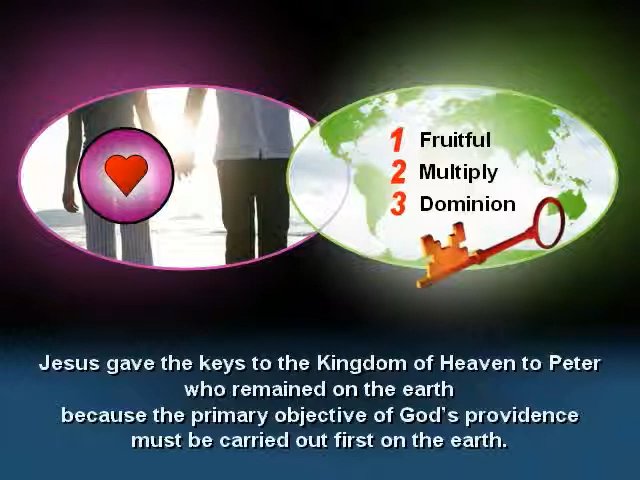 1 Fruitful
2 Multiply
3 Dominion
Jesus gave the keys to the Kingdom of Heaven to Peter
who remained on the earth
because the primary objective of God's providence
must be carried out first on the earth.